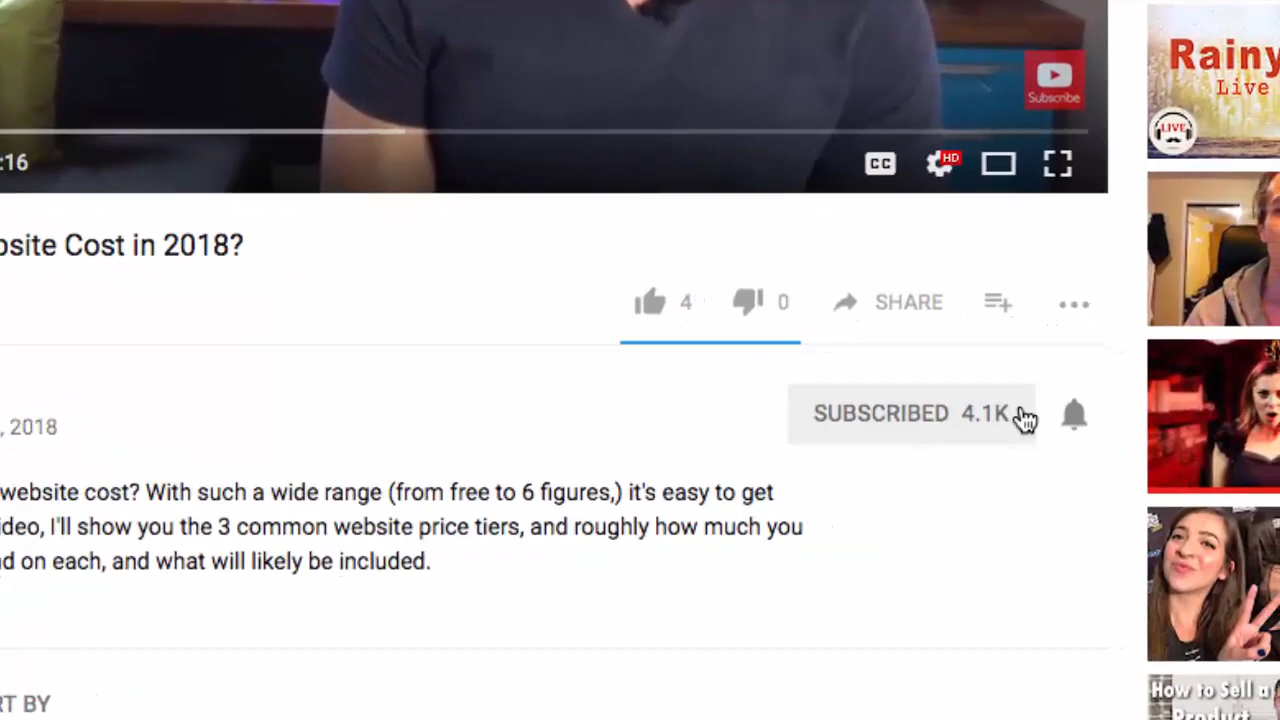 Subscribe
:16
CC
HD
bsite Cost in 2018?
4
0
SHARE
, 2018
SUBSCRIBED 4.1K
website cost? With such a wide range (from free to 6 figures,) it's easy to get
ideo, I'll show you the 3 common website price tiers, and roughly how much you
nd on each, and what will likely be included.
RT BY
Rainy
Live
LIVE
How to Sell a
Product